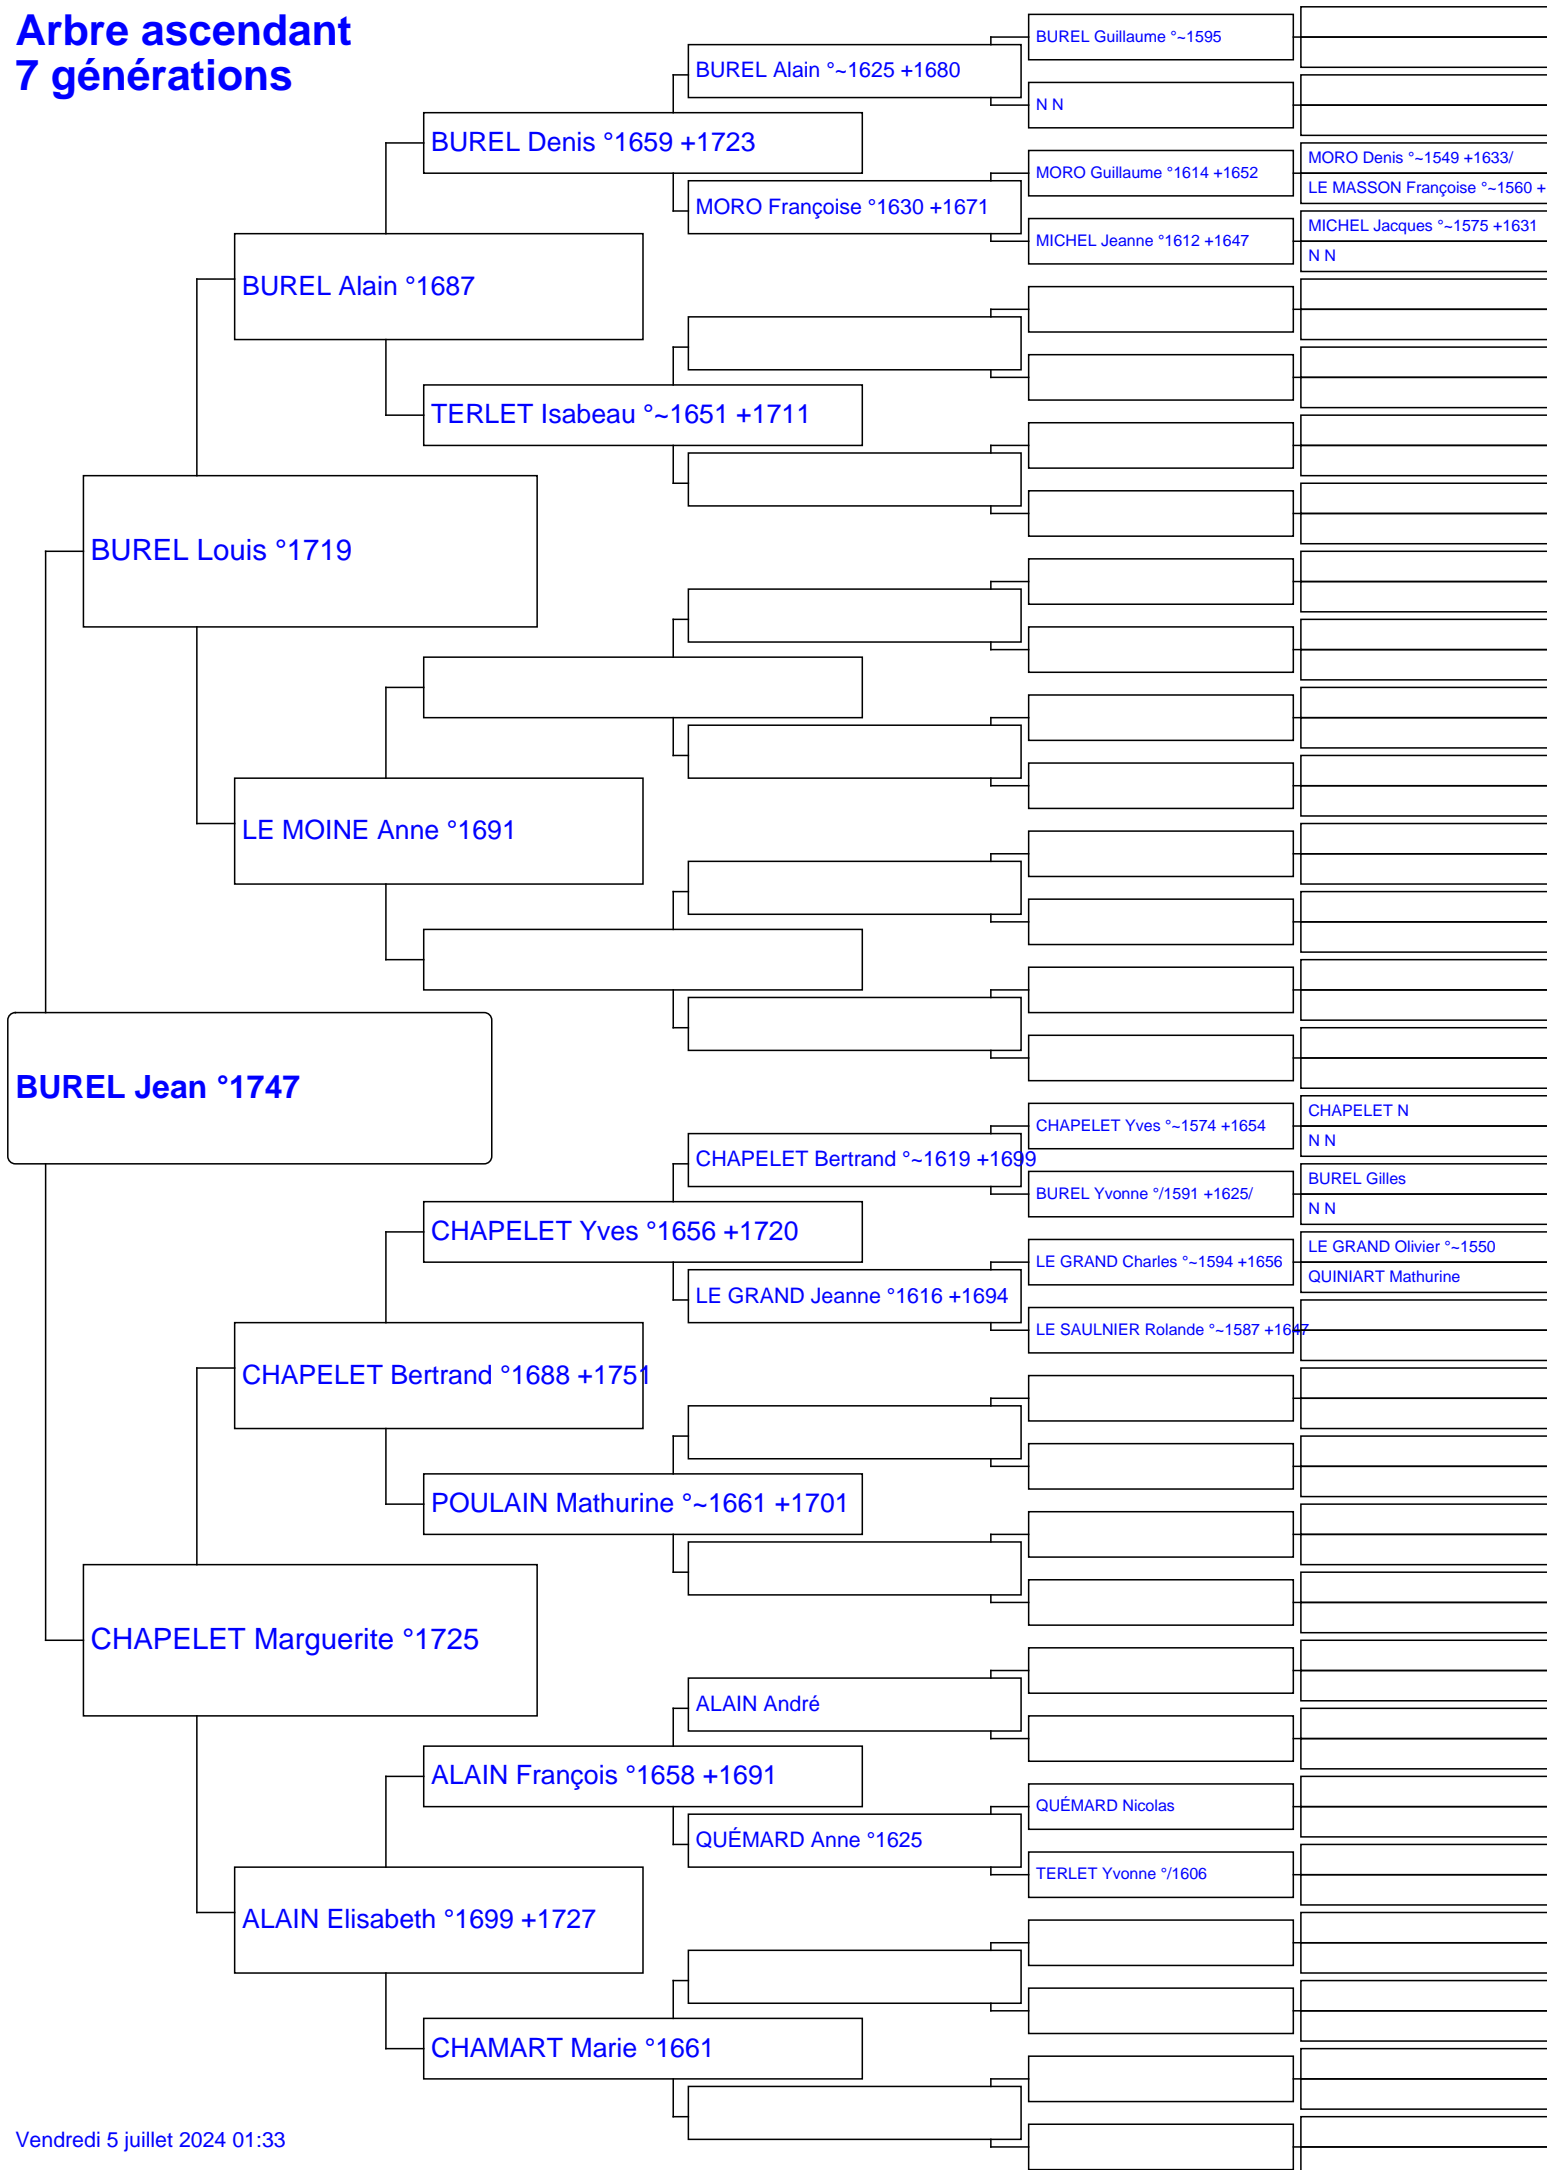 Arbre ascendant
7 générations
BUREL Guillaume °~1595
BUREL Alain °~1625 +1680
N N
BUREL Denis °1659 +1723
MORO Denis °~1549 +1633/
MORO Guillaume °1614 +1652
LE MASSON Françoise °~1560 +
MORO Françoise °1630 +1671
MICHEL Jacques °~1575 +1631
MICHEL Jeanne °1612 +1647
N N
BUREL Alain °1687
TERLET Isabeau °~1651 +1711
BUREL Louis °1719
LE MOINE Anne °1691
BUREL Jean °1747
CHAPELET N
CHAPELET Yves °~1574 +1654
N N
CHAPELET Bertrand °~1619 +1699
BUREL Gilles
BUREL Yvonne °/1591 +1625/
N N
CHAPELET Yves °1656 +1720
LE GRAND Olivier °~1550
LE GRAND Charles °~1594 +1656
QUINIART Mathurine
LE GRAND Jeanne °1616 +1694
LE SAULNIER Rolande °~1587 +1647
CHAPELET Bertrand °1688 +1751
POULAIN Mathurine °~1661 +1701
CHAPELET Marguerite °1725
ALAIN André
ALAIN François °1658 +1691
QUÉMARD Nicolas
QUÉMARD Anne °1625
TERLET Yvonne °/1606
ALAIN Elisabeth °1699 +1727
CHAMART Marie °1661
Vendredi 5 juillet 2024 01:33